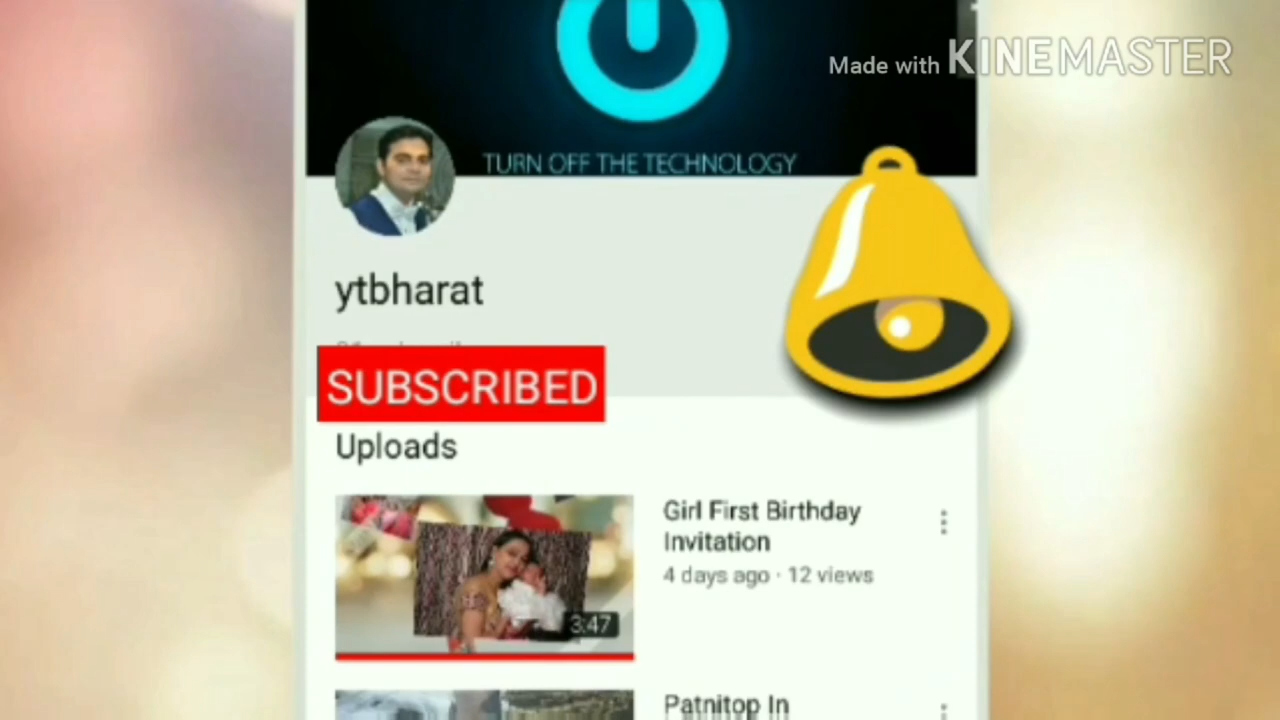 Made with KINEMASTER
TURN OFF THE TECHNOLOGY
ytbharat
SUBSCRIBED
Uploads
Girl First Birthday
Invitation
4 days ago · 12 views
3:47
Patnitop In